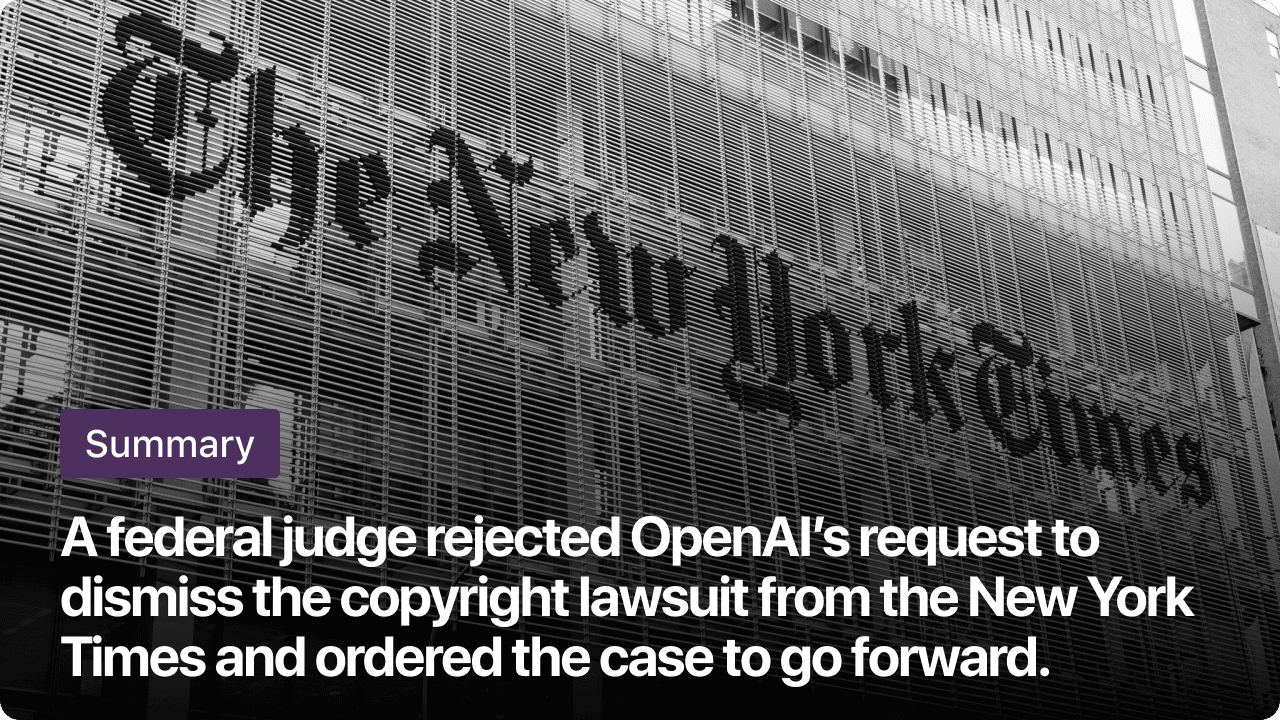 The New York Times
Summary
A federal judge rejected OpenAI’s request to
dismiss the copyright lawsuit from the New York
Times and ordered the case to go forward.